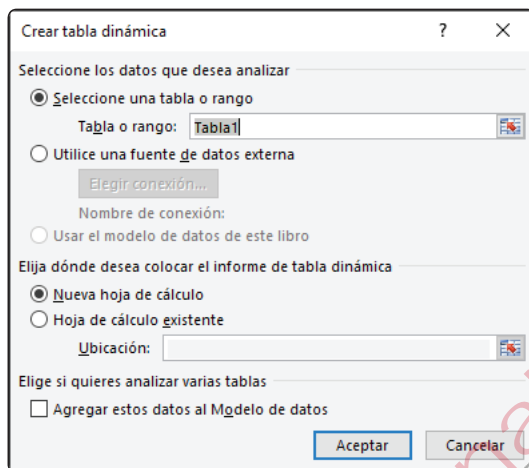 Crear tabla dinámica ? ×
Seleccione los datos que desea analizar
Seleccione una tabla o rango
Tabla o rango: Tabla1
Utilice una fuente de datos externa
Elegir conexión...
Nombre de conexión:
Usar el modelo de datos de este libro
Elija dónde desea colocar el informe de tabla dinámica
Nueva hoja de cálculo
Hoja de cálculo existente
Ubicación:
Elige si quieres analizar varias tablas
Agregar estos datos al Modelo de datos
Aceptar Cancelar